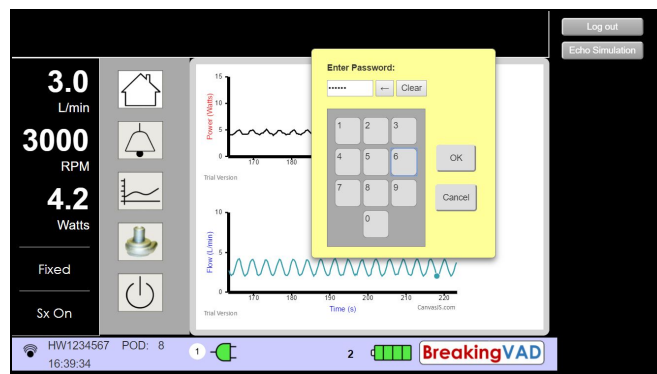 Log out
Echo Simulation
3.0
L/min
3000
RPM
4.2
Watts
Fixed
Sx On
Power (Watts)
15
10
5
0
170
180
Trial Version
Flow (L/min)
10
5
0
170
180
190
200
210
220
Time (s)
Trial Version
CanvasJS.com
Enter Password:
••••••
← Clear
1 2 3
4 5 6
7 8 9
0
OK
Cancel
HW1234567 POD: 8
16:39:34
1
2
BreakingVAD